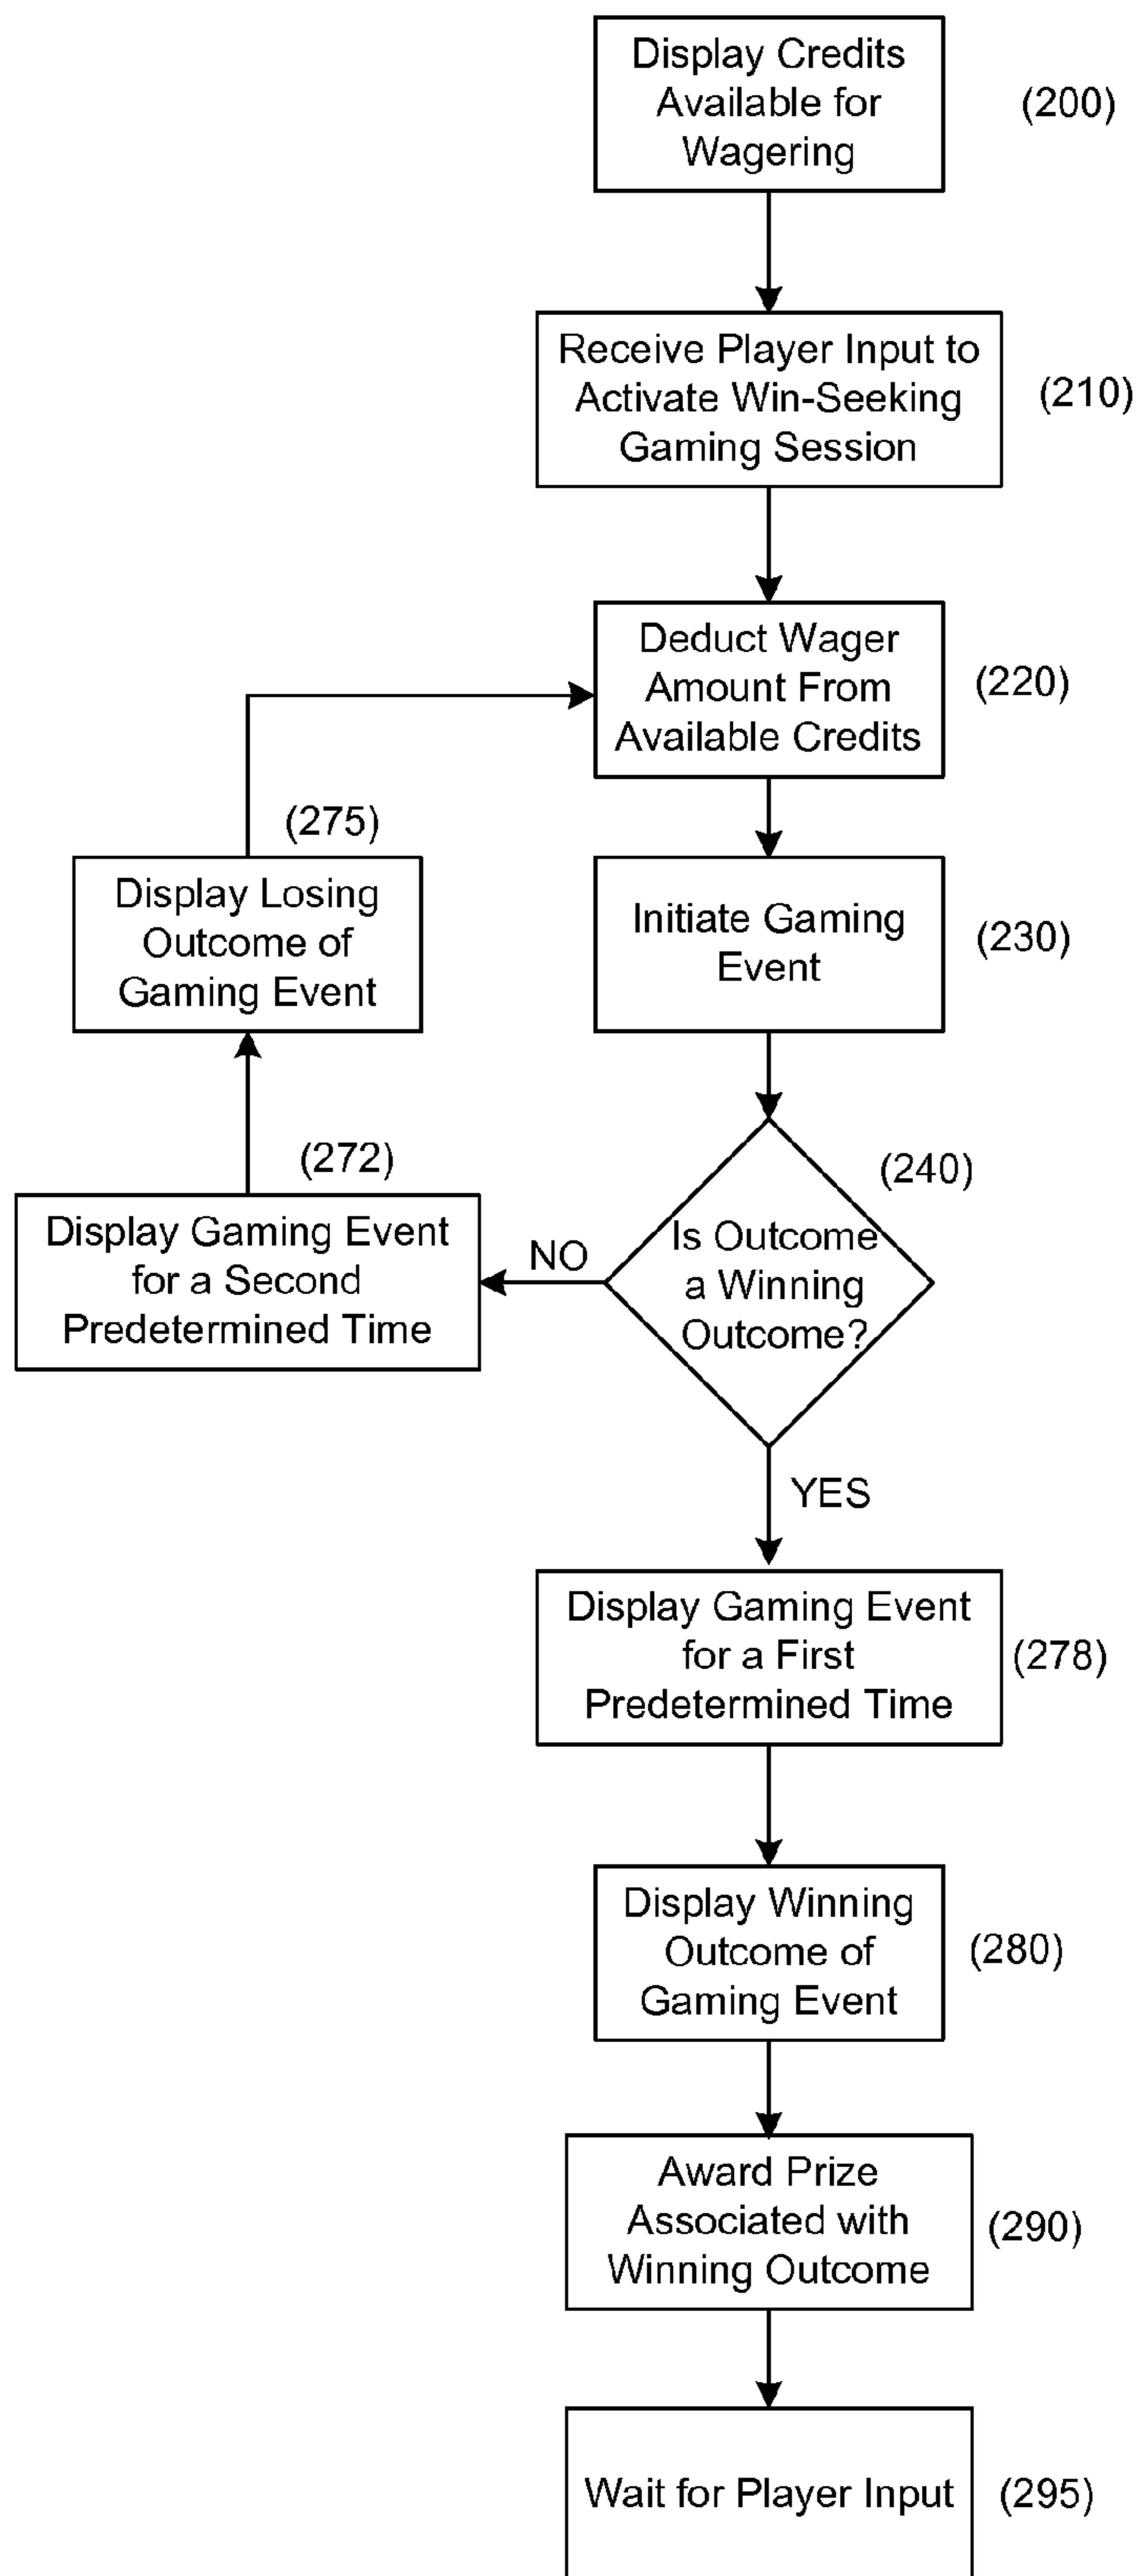 Display Credits
Available for
Wagering
(200)
Receive Player Input to
Activate Win-Seeking
Gaming Session
(210)
Deduct Wager
Amount From
Available Credits
(220)
(275)
Display Losing
Outcome of
Gaming Event
Initiate Gaming
Event
(230)
(272)
Display Gaming Event
for a Second
Predetermined Time
NO
(240)
Is Outcome
a Winning
Outcome?
YES
Display Gaming Event
for a First
Predetermined Time
(278)
Display Winning
Outcome of
Gaming Event
(280)
Award Prize
Associated with
Winning Outcome
(290)
Wait for Player Input
(295)